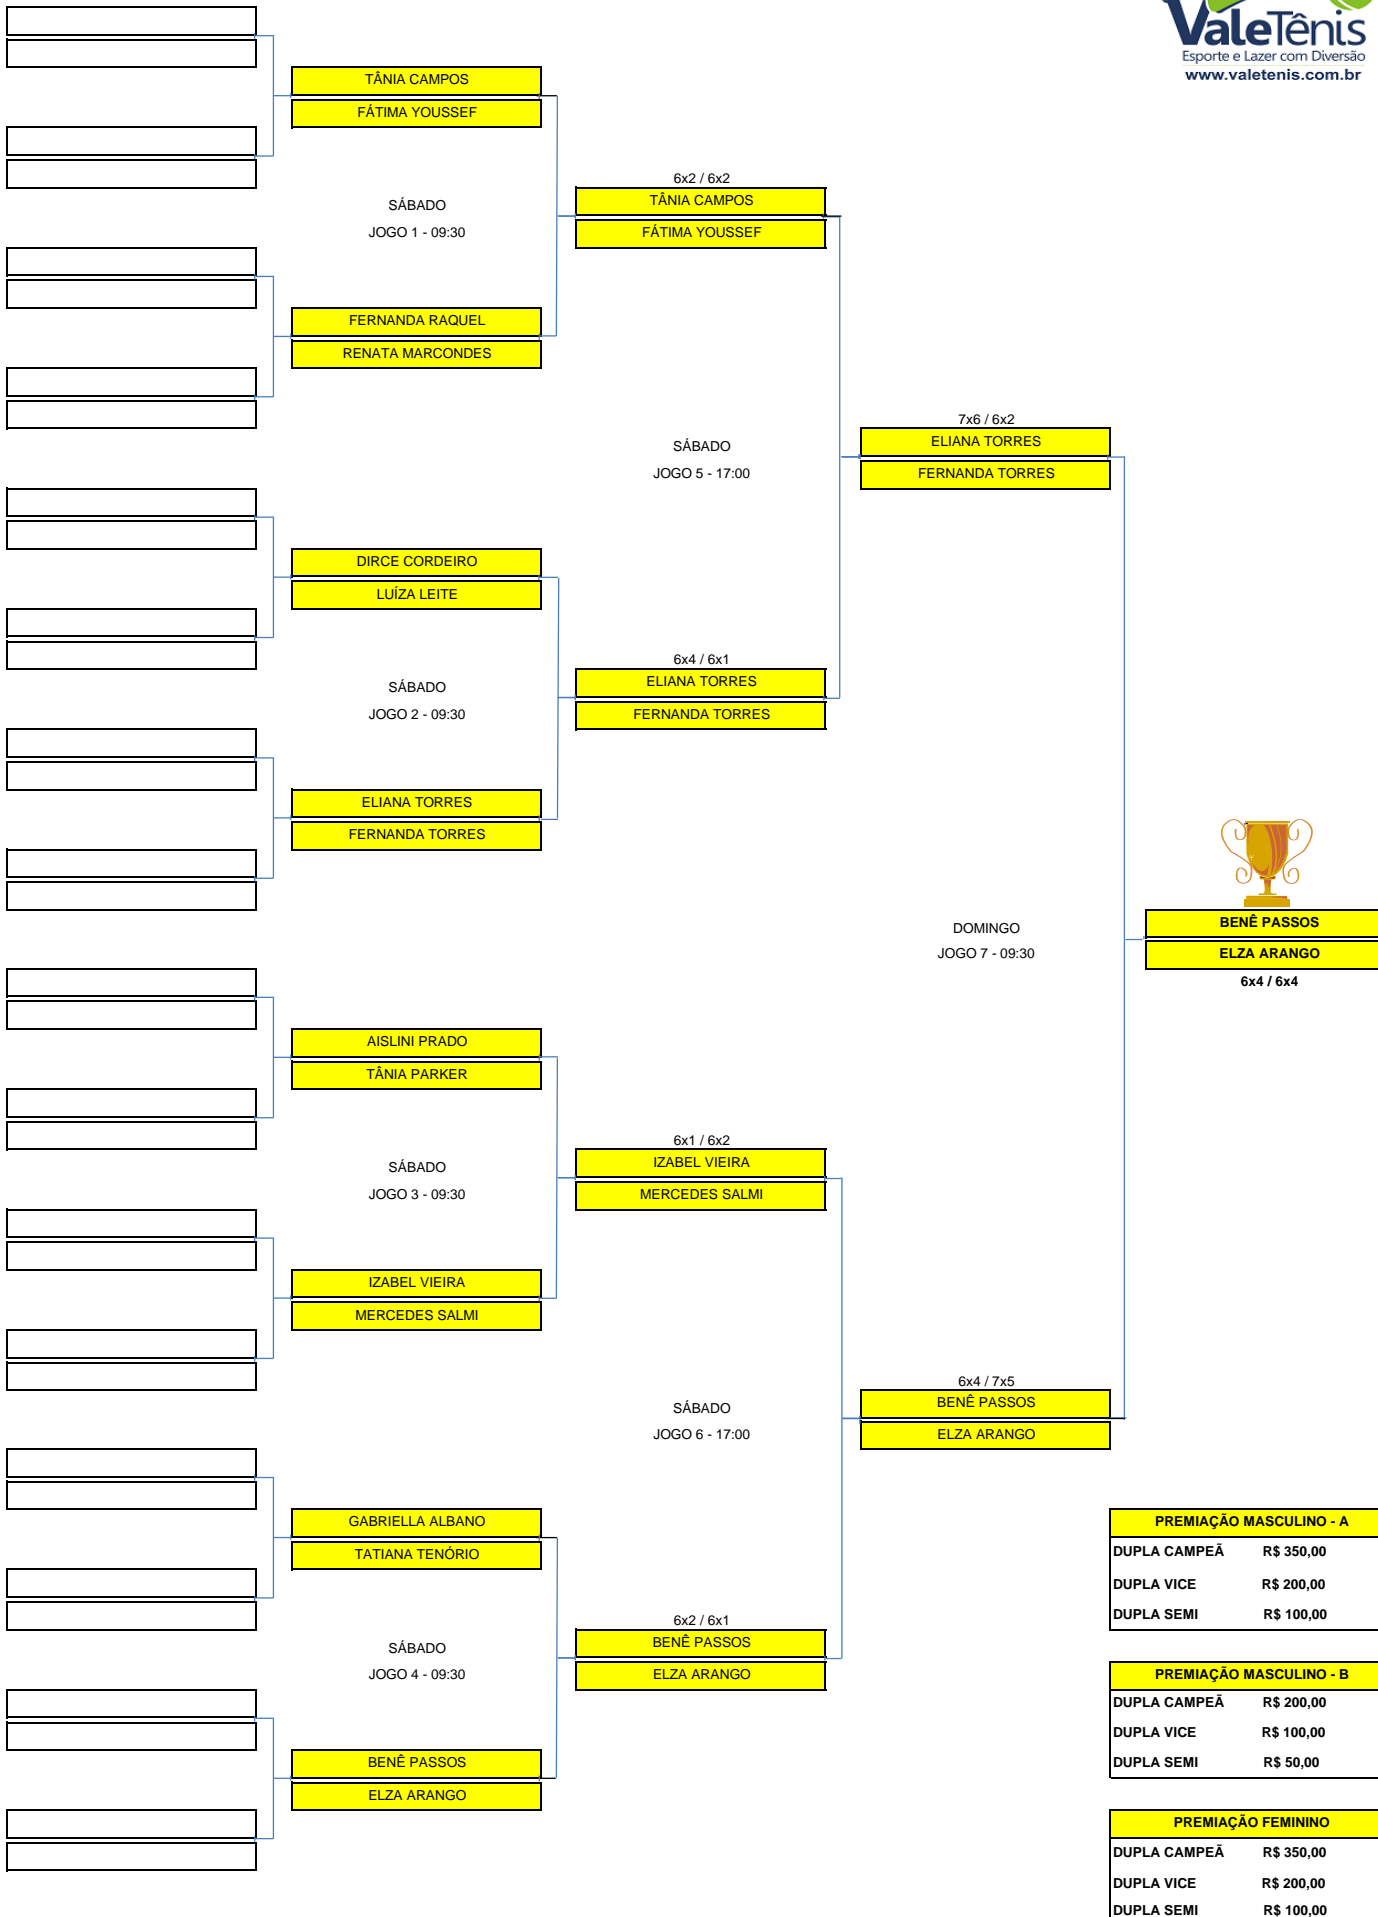 ValeTênis
Esporte e Lazer com Diversão
www.valetenis.com.br
TÂNIA CAMPOS
FÁTIMA YOUSSEF
SÁBADO
JOGO 1 - 09:30
FERNANDA RAQUEL
RENATA MARCONDES
DIRCE CORDEIRO
LUÍZA LEITE
SÁBADO
JOGO 2 - 09:30
ELIANA TORRES
FERNANDA TORRES
AISLINI PRADO
TÂNIA PARKER
SÁBADO
JOGO 3 - 09:30
IZABEL VIEIRA
MERCEDES SALMI
GABRIELLA ALBANO
TATIANA TENÓRIO
SÁBADO
JOGO 4 - 09:30
BENÊ PASSOS
ELZA ARANGO
6x2 / 6x2
TÂNIA CAMPOS
FÁTIMA YOUSSEF
SÁBADO
JOGO 5 - 17:00
6x4 / 6x1
ELIANA TORRES
FERNANDA TORRES
6x1 / 6x2
IZABEL VIEIRA
MERCEDES SALMI
SÁBADO
JOGO 6 - 17:00
6x2 / 6x1
BENÊ PASSOS
ELZA ARANGO
7x6 / 6x2
ELIANA TORRES
FERNANDA TORRES
DOMINGO
JOGO 7 - 09:30
6x4 / 7x5
BENÊ PASSOS
ELZA ARANGO
BENÊ PASSOS
ELZA ARANGO
6x4 / 6x4
PREMIAÇÃO MASCULINO - A
DUPLA CAMPEÃ R$ 350,00
DUPLA VICE R$ 200,00
DUPLA SEMI R$ 100,00
PREMIAÇÃO MASCULINO - B
DUPLA CAMPEÃ R$ 200,00
DUPLA VICE R$ 100,00
DUPLA SEMI R$ 50,00
PREMIAÇÃO FEMININO
DUPLA CAMPEÃ R$ 350,00
DUPLA VICE R$ 200,00
DUPLA SEMI R$ 100,00